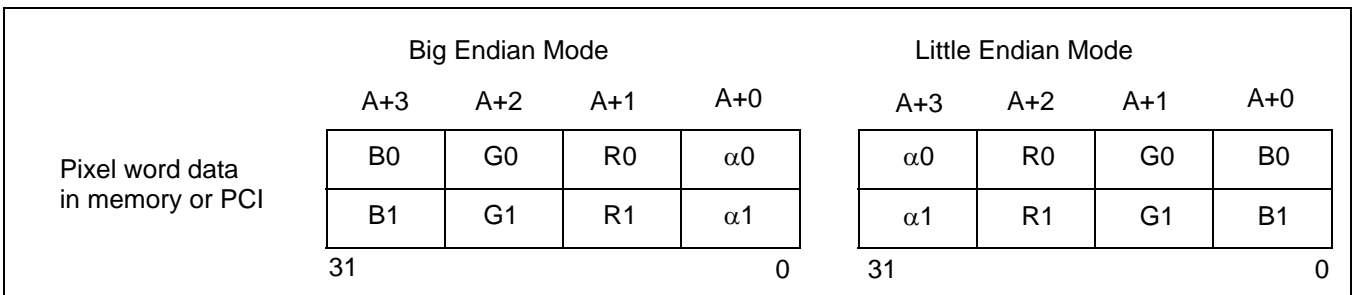 Big Endian Mode Little Endian Mode
A+3 A+2 A+1 A+0 A+3 A+2 A+1 A+0
Pixel word data
in memory or PCI
B0 G0 R0 α0 α0 R0 G0 B0
B1 G1 R1 α1 α1 R1 G1 B1
31 0 31 0